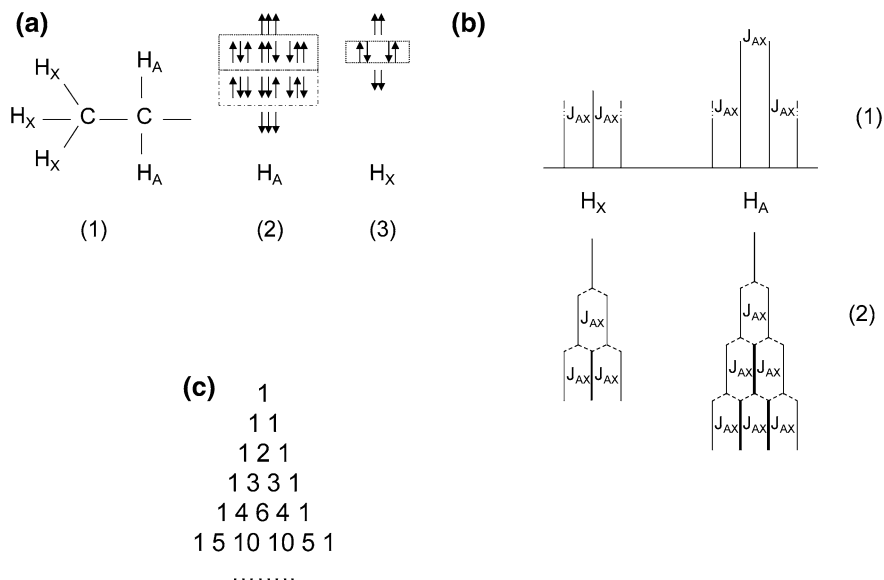 (a)
H_X
H_A
H_X
C
C
H_X
H_A
H_A
H_X
(1)
(2)
(3)
(b)
J_AX
J_AX J_AX
J_AX J_AX
(1)
H_X
H_A
J_AX
J_AX
(2)
J_AX J_AX
J_AX J_AX
J_AX J_AX J_AX
(c)
1
1 1
1 2 1
1 3 3 1
1 4 6 4 1
1 5 10 10 5 1
........